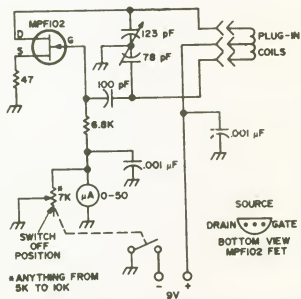 MPF102
D
G
S
47
123 pF
78 pF
PLUG-IN
COILS
100 pF
6.8K
.001 µF
.001 µF
*
7K
µA
0-50
SWITCH
OFF
POSITION
SOURCE
DRAIN
GATE
BOTTOM VIEW
MPF102 FET
*ANYTHING FROM
5K TO 10K
-
+
9V